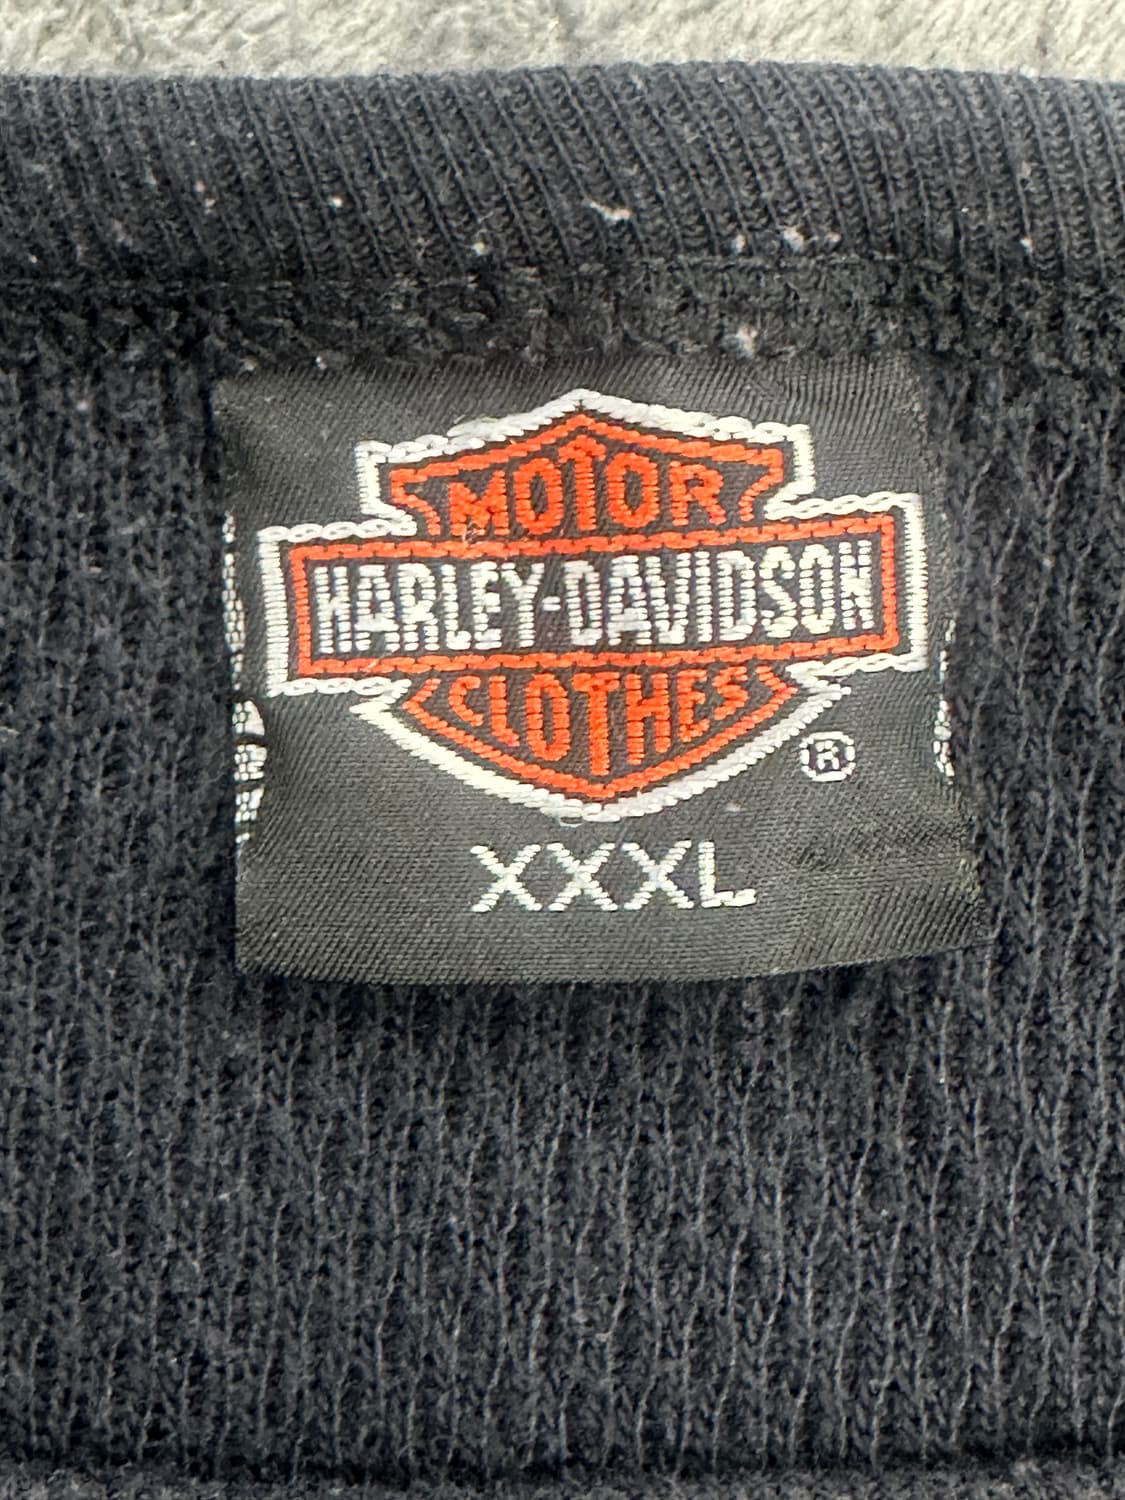 MOTOR
HARLEY-DAVIDSON
CLOTHES
®
XXXL